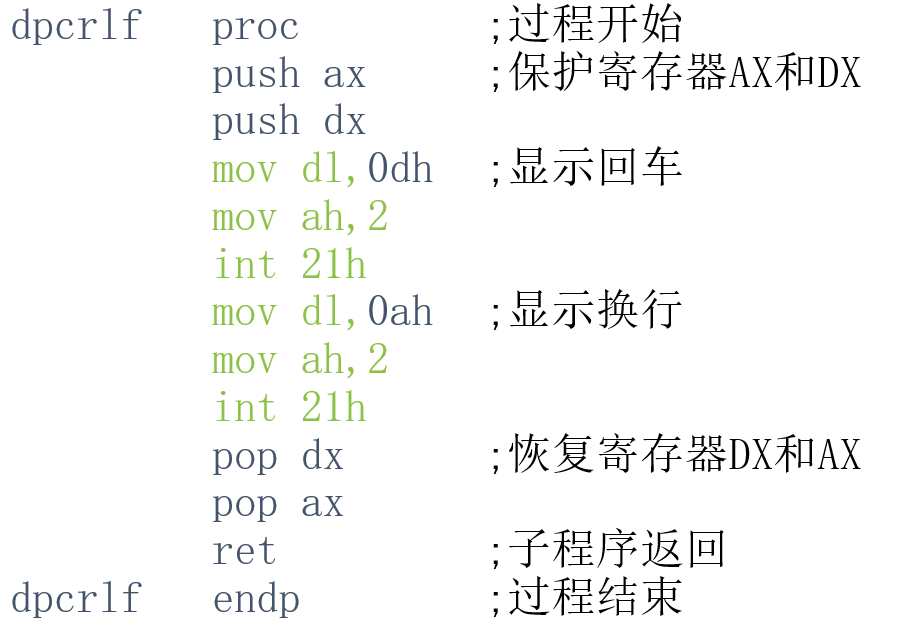 dpcrlf proc ;过程开始
push ax ;保护寄存器AX和DX
push dx
mov dl,0dh ;显示回车
mov ah,2
int 21h
mov dl,0ah ;显示换行
mov ah,2
int 21h
pop dx ;恢复寄存器DX和AX
pop ax
ret ;子程序返回
dpcrlf endp ;过程结束